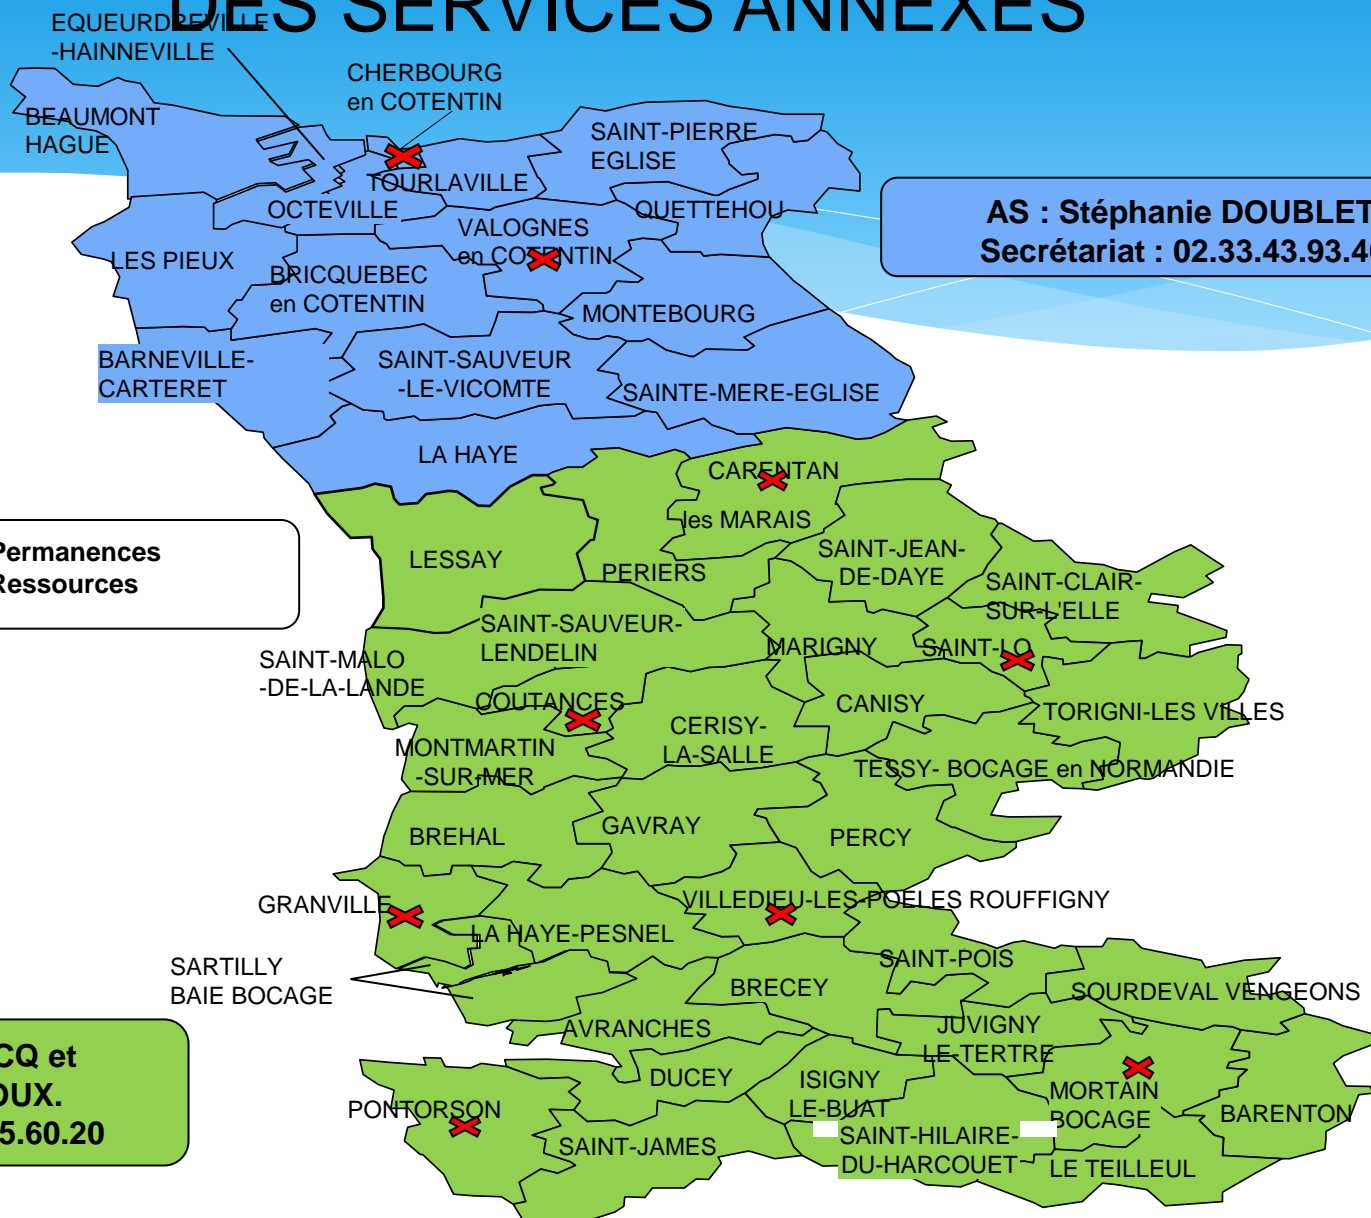 DES SERVICES ANNEXES
EQUEURDREVILLE
-HAINNEVILLE
CHERBOURG
en COTENTIN
BEAUMONT
HAGUE
SAINT-PIERRE
EGLISE
TOURLAVILLE
OCTEVILLE
QUETTEHOU
AS : Stéphanie DOUBLET
Secrétariat : 02.33.43.93.4
VALOGNES
en COTENTIN
LES PIEUX
BRICQUEBEC
en COTENTIN
MONTEBOURG
BARNEVILLE-
CARTERET
SAINT-SAUVEUR
-LE-VICOMTE
SAINTE-MERE-EGLISE
LA HAYE
CARENTAN
les MARAIS
Permanences
Ressources
LESSAY
PERIERS
SAINT-JEAN-
DE-DAYE
SAINT-CLAIR-
SUR-L'ELLE
SAINT-SAUVEUR-
LENDELIN
MARIGNY
SAINT-LO
SAINT-MALO
-DE-LA-LANDE
COUTANCES
CANISY
TORIGNI-LES VILLES
CERISY-
LA-SALLE
MONTMARTIN
-SUR-MER
TESSY- BOCAGE en NORMANDIE
BREHAL
GAVRAY
PERCY
GRANVILLE
VILLEDIEU-LES-POELES ROUFFIGNY
LA HAYE-PESNEL
SARTILLY
BAIE BOCAGE
SAINT-POIS
BRECEY
SOURDEVAL VENGEONS
AVRANCHES
JUVIGNY
LE-TERTRE
CQ et
OUX.
5.60.20
DUCEY
ISIGNY
LE-BUAT
MORTAIN
BOCAGE
BARENTON
PONTORSON
SAINT-JAMES
SAINT-HILAIRE-
DU-HARCOUET
LE TEILLEUL